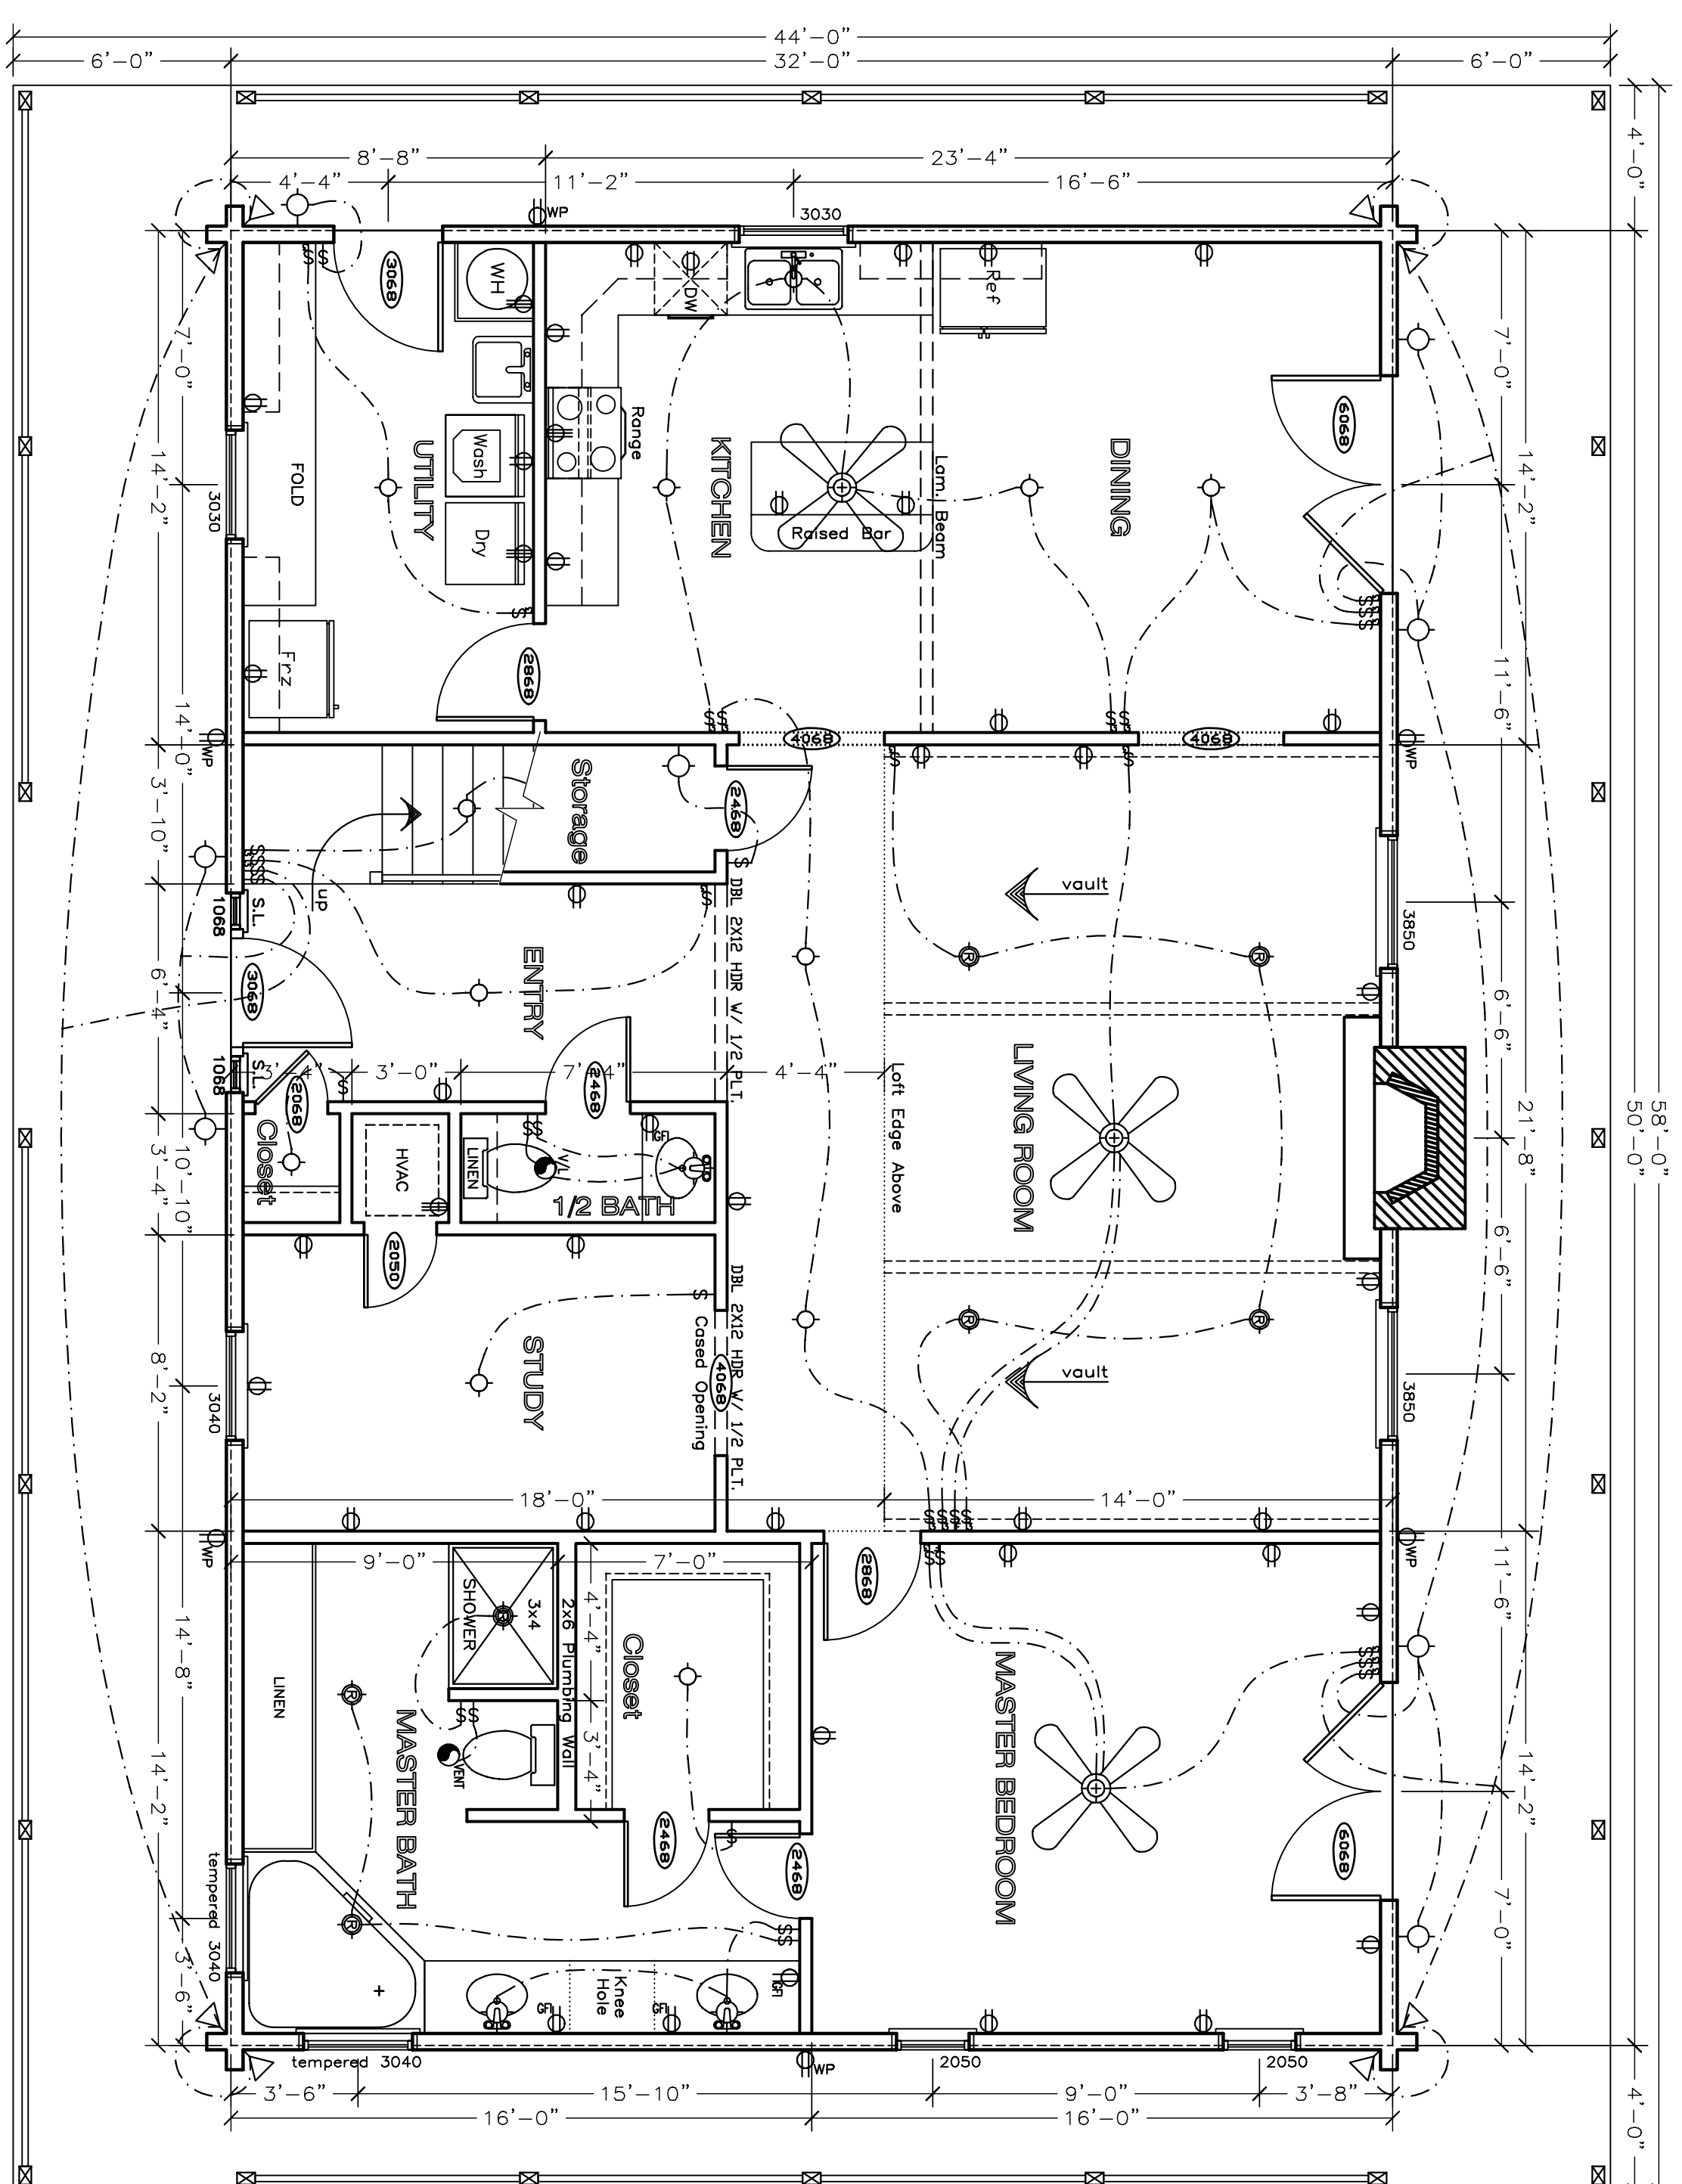 44'-0"
6'-0"
32'-0"
6'-0"
8'-8"
23'-4"
4'-4"
11'-2"
16'-6"
4'-0"
58'-0"
50'-0"
4'-0"
WP
3030
3068
WH
DW
Ref
6068
7'-0"
14'-2"
7'-0"
14'-2"
FOLD
3030
UTILITY
Wash
Dry
Range
KITCHEN
Raised Bar
Lam. Beam
DINING
Frz
2868
4068
4068
WP
WP
14'-0"
3'-10"
11'-6"
Storage
2468
up
vault
3850
S.L.
1068
3068
6'-4"
ENTRY
DBL 2X12 HDR W/ 1/2 PLT.
6'-6"
S.L.
1068
3'-4"
3'-0"
7'-4"
4'-4"
2068
2468
Loft Edge Above
LIVING ROOM
21'-8"
Closet
HVAC
LINEN
V/L
GFI
1/2 BATH
3'-4"
10'-10"
2050
6'-6"
STUDY
Cased Opening
4068
DBL 2X12 HDR W/ 1/2 PLT.
vault
3850
8'-2"
3040
18'-0"
14'-0"
WP
WP
9'-0"
7'-0"
2868
SHOWER
3x4
2x6 Plumbing Wall
4'-4"
3'-4"
Closet
11'-6"
14'-8"
14'-2"
LINEN
MASTER BATH
VENT
2468
2468
MASTER BEDROOM
6068
14'-2"
7'-0"
tempered 3040
3'-6"
Knee
Hole
GFI
GFI
GFI
tempered 3040
WP
2050
2050
3'-6"
15'-10"
9'-0"
3'-8"
16'-0"
16'-0"
R
R
R
R
R
R
R